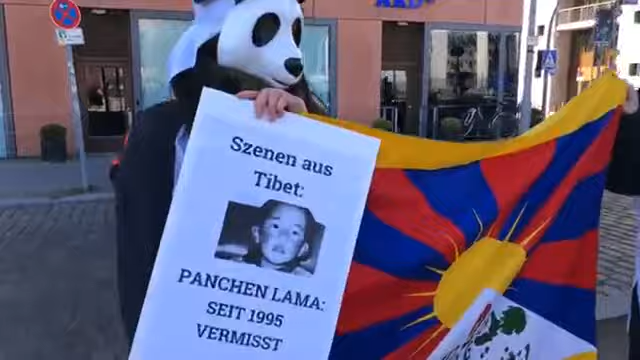 Szenen aus
Tibet:
PANCHEN LAMA:
SEIT 1995
VERMISST